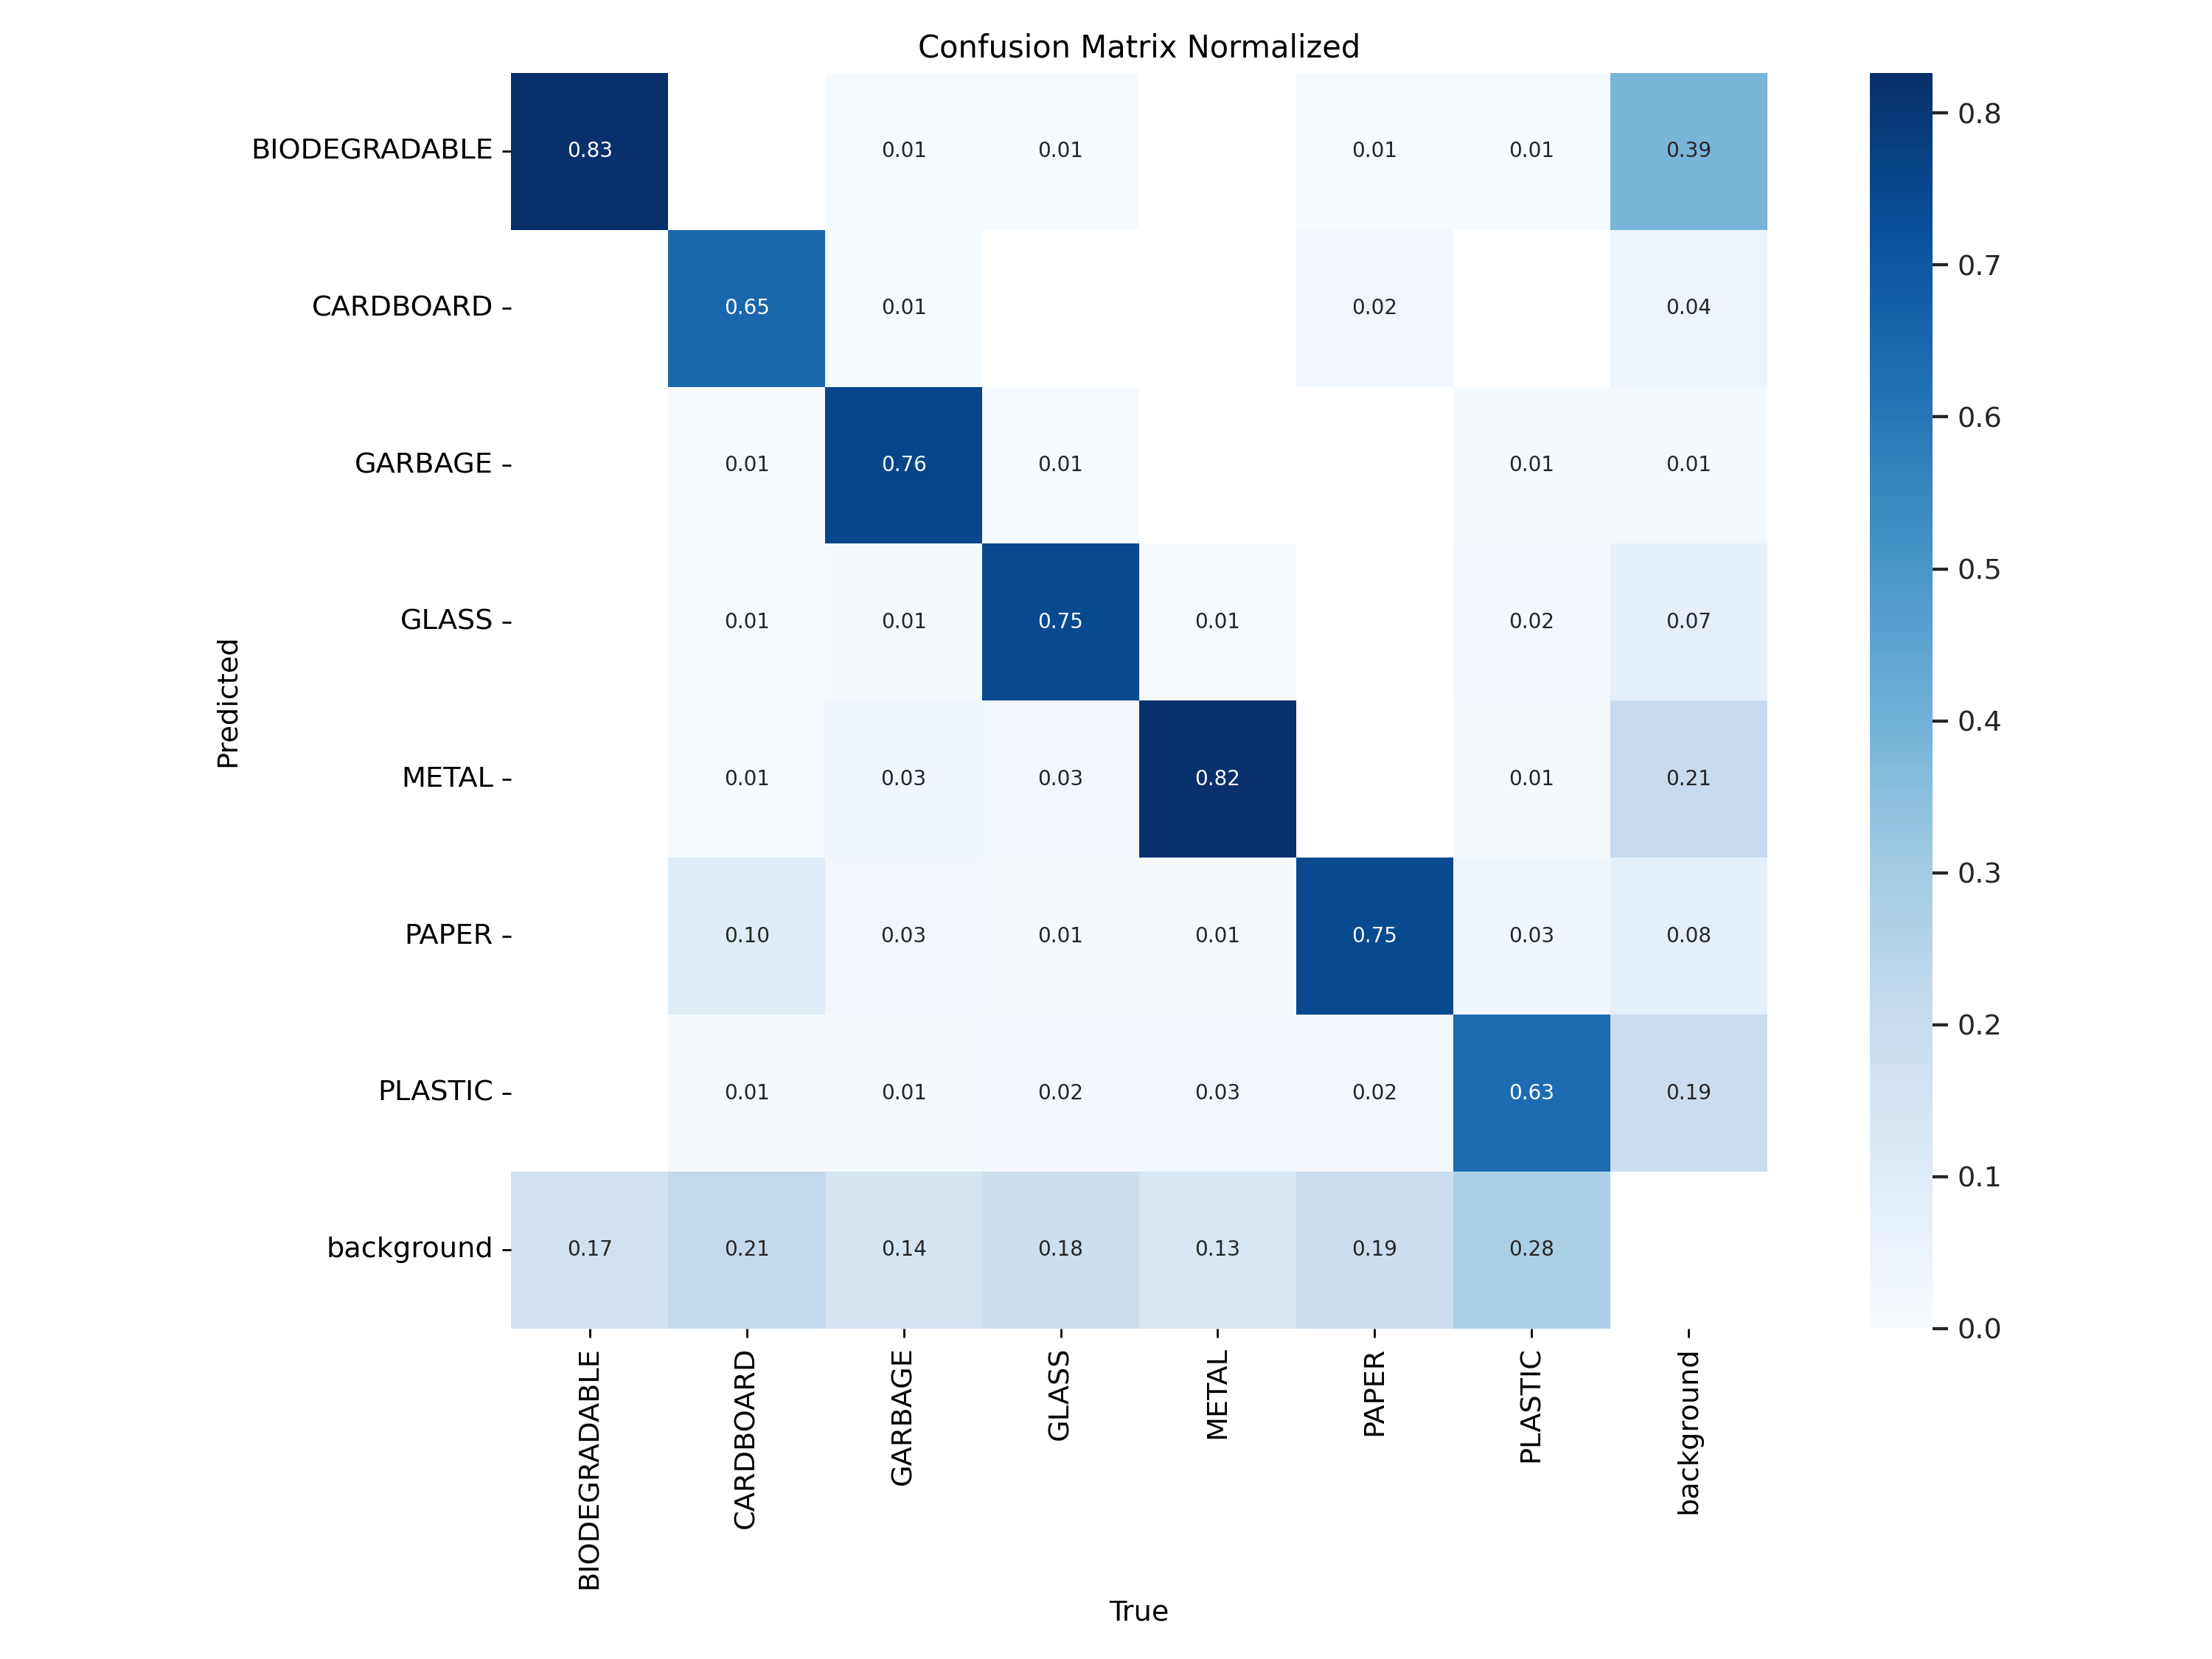 Confusion Matrix Normalized
BIODEGRADABLE 0.83 0.01 0.01 0.01 0.01 0.39
CARDBOARD 0.65 0.01 0.02 0.04
GARBAGE 0.01 0.76 0.01 0.01 0.01
GLASS 0.01 0.01 0.75 0.01 0.02 0.07
METAL 0.01 0.03 0.03 0.82 0.01 0.21
PAPER 0.10 0.03 0.01 0.01 0.75 0.03 0.08
PLASTIC 0.01 0.01 0.02 0.03 0.02 0.63 0.19
background 0.17 0.21 0.14 0.18 0.13 0.19 0.28
Predicted
BIODEGRADABLE
CARDBOARD
GARBAGE
GLASS
METAL
PAPER
PLASTIC
background
True
0.8
0.7
0.6
0.5
0.4
0.3
0.2
0.1
0.0